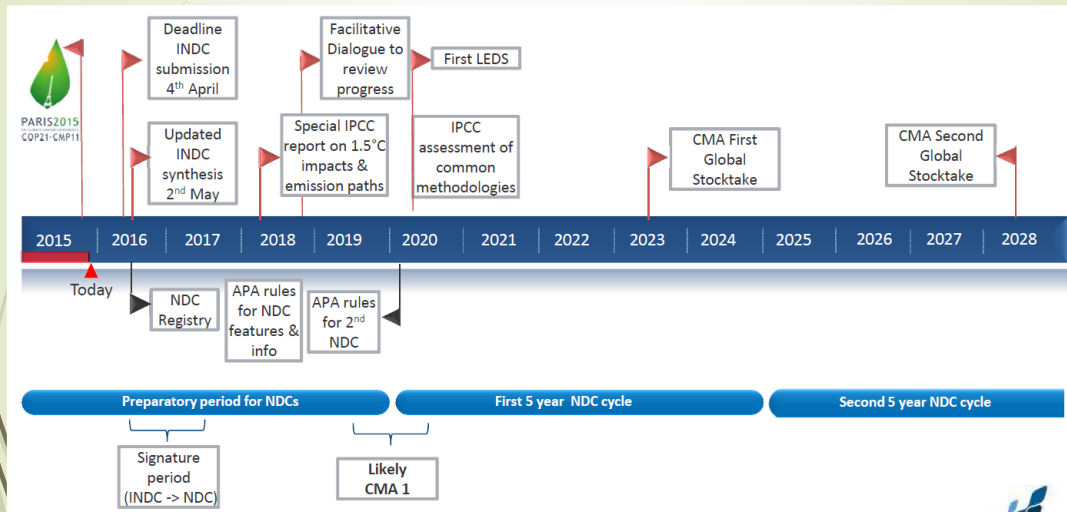 Deadline
INDC
submission
4th April
Facilitative
Dialogue to
review
progress
First LEDS
PARIS2015
COP21·CMP11
Updated
INDC
synthesis
2nd May
Special IPCC
report on 1.5°C
impacts &
emission paths
IPCC
assessment of
common
methodologies
CMA First
Global
Stocktake
CMA Second
Global
Stocktake
2015 2016 2017 2018 2019 2020 2021 2022 2023 2024 2025 2026 2027 2028
Today
NDC
Registry
APA rules
for NDC
features &
info
APA rules
for 2nd
NDC
Preparatory period for NDCs
First 5 year NDC cycle
Second 5 year NDC cycle
Signature
period
(INDC -> NDC)
Likely
CMA 1